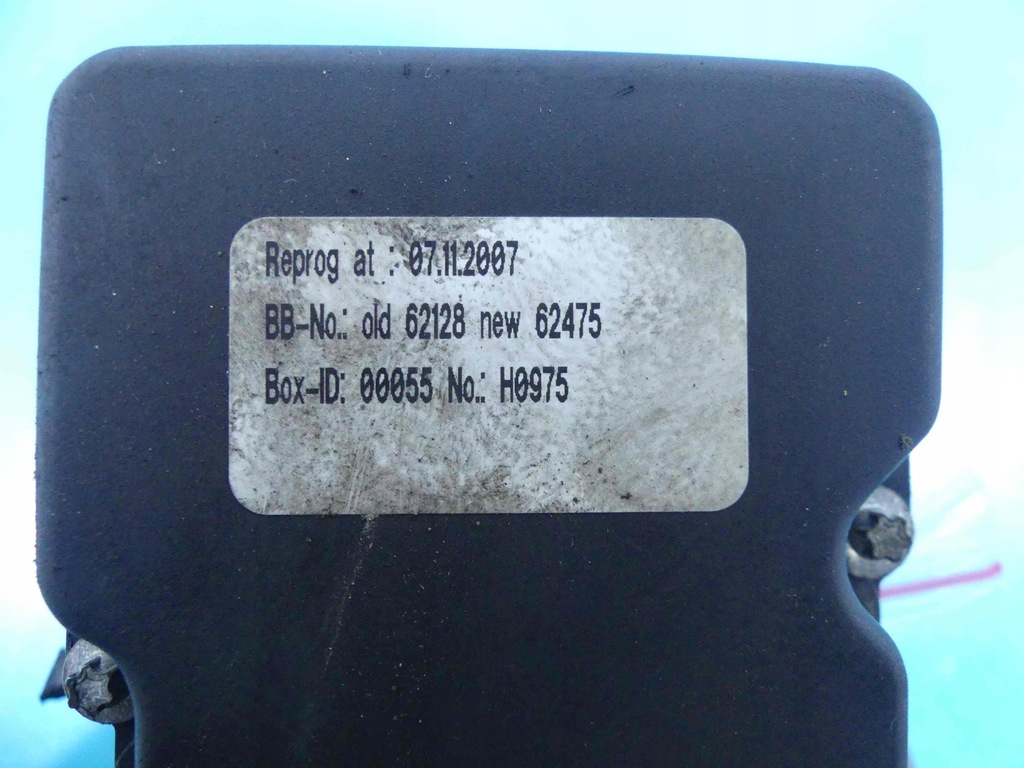 Reprog at : 07.11.2007
BB-No.: old 62128 new 62475
Box-ID: 00055 No.: H0975